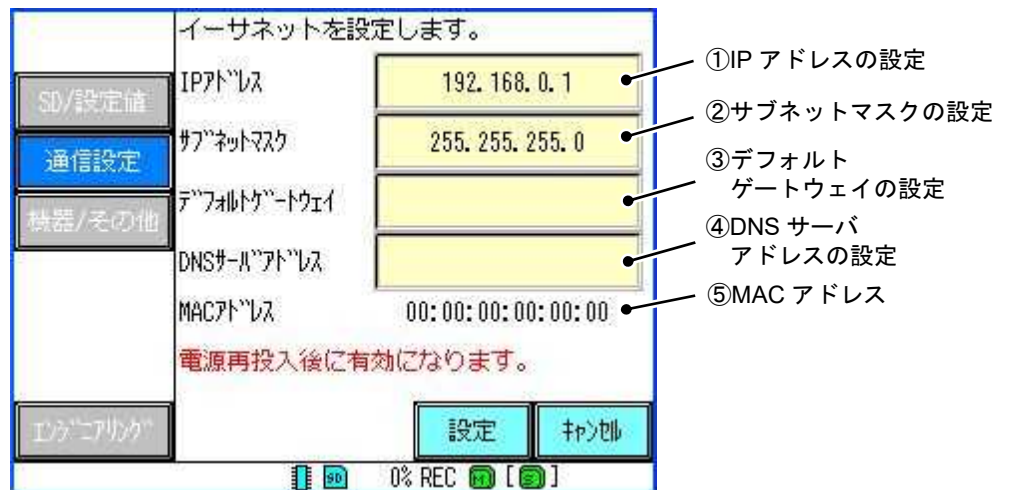 イーサネットを設定します。
SD/設定値
通信設定
機器/その他
エンジニアリング
IPアドレス
192.168.0.1
サブネットマスク
255.255.255.0
デフォルトゲートウェイ
DNSサーバアドレス
MACアドレス
00:00:00:00:00:00
電源再投入後に有効になります。
設定
キャンセル
SD
0% REC M [S]
①IP アドレスの設定
②サブネットマスクの設定
③デフォルト
ゲートウェイの設定
④DNS サーバ
アドレスの設定
⑤MAC アドレス